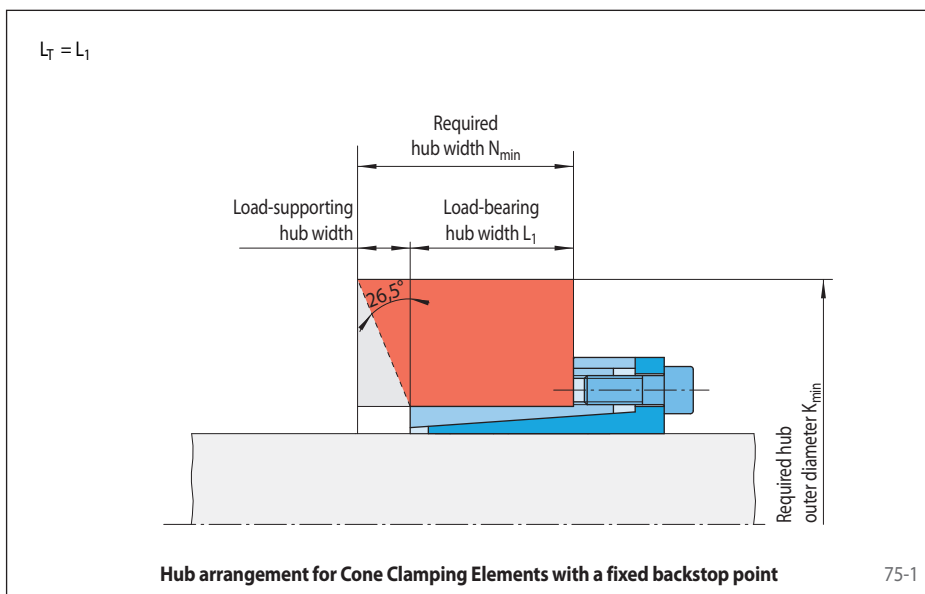 L_T = L_1
Required
hub width N_min
Load-supporting
hub width
Load-bearing
hub width L_1
26,5°
Required hub
outer diameter K_min
Hub arrangement for Cone Clamping Elements with a fixed backstop point
75-1